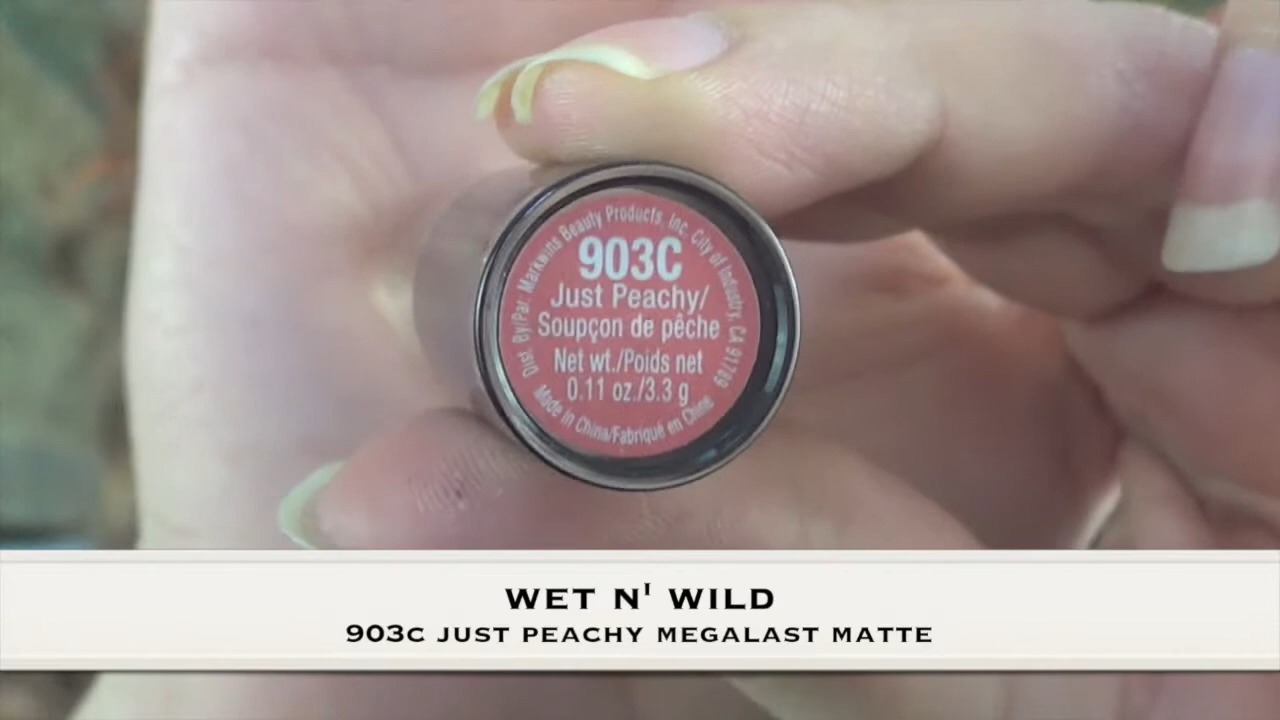 903C
Just Peachy/
Soupçon de pêche
Net wt./Poids net
0.11 oz./3.3 g
Dist. By/Par: Markwins Beauty Products, Inc. City of Industry, CA 91789
Made in China/Fabriqué en Chine
WET N' WILD
903C JUST PEACHY MEGALAST MATTE